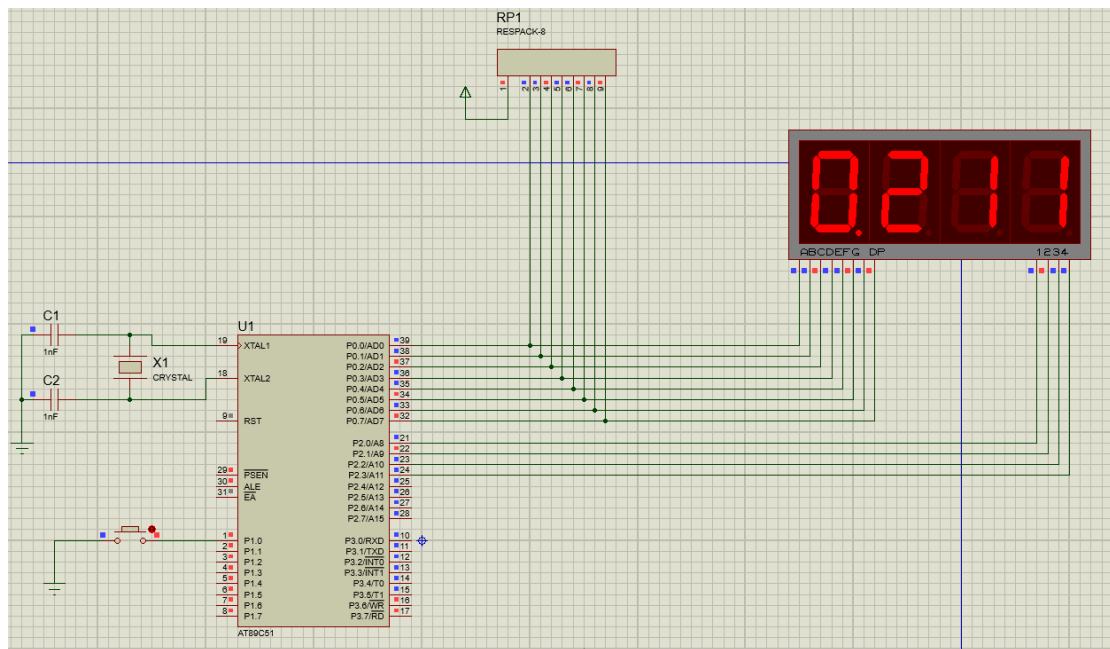 RP1
RESPACK-8
1 2 3 4 5 6 7 8 9
0.211
ABCDEFG DP 1234
C1
1nF
X1
CRYSTAL
C2
1nF
U1
19 XTAL1 P0.0/AD0 39
P0.1/AD1 38
P0.2/AD2 37
18 XTAL2 P0.3/AD3 36
P0.4/AD4 35
P0.5/AD5 34
P0.6/AD6 33
9 RST P0.7/AD7 32
P2.0/A8 21
P2.1/A9 22
P2.2/A10 23
29 PSEN P2.3/A11 24
30 ALE P2.4/A12 25
31 EA P2.5/A13 26
P2.6/A14 27
P2.7/A15 28
1 P1.0 P3.0/RXD 10
2 P1.1 P3.1/TXD 11
3 P1.2 P3.2/INT0 12
4 P1.3 P3.3/INT1 13
5 P1.4 P3.4/T0 14
6 P1.5 P3.5/T1 15
7 P1.6 P3.6/WR 16
8 P1.7 P3.7/RD 17
AT89C51